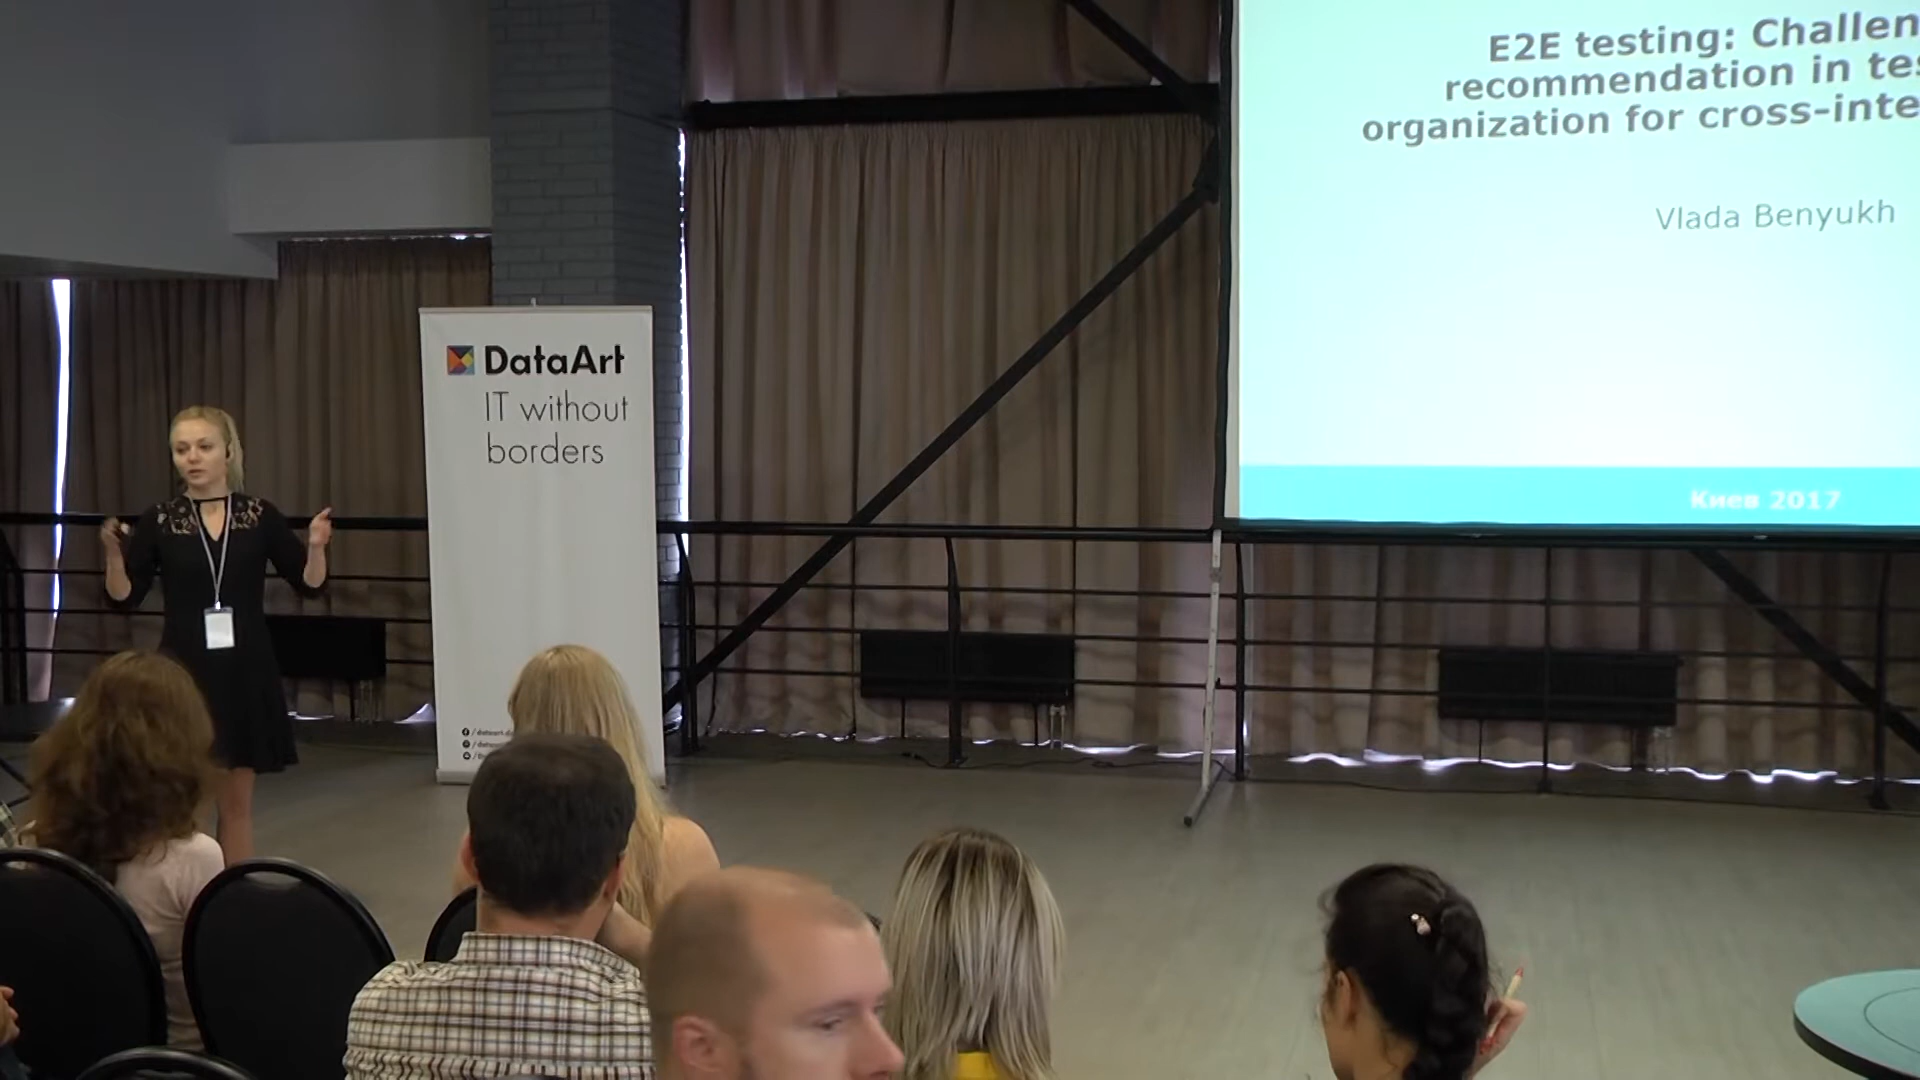 DataArt
IT without
borders
E2E testing: Challen
recommendation in tes
organization for cross-inte
Vlada Benyukh
Киев 2017